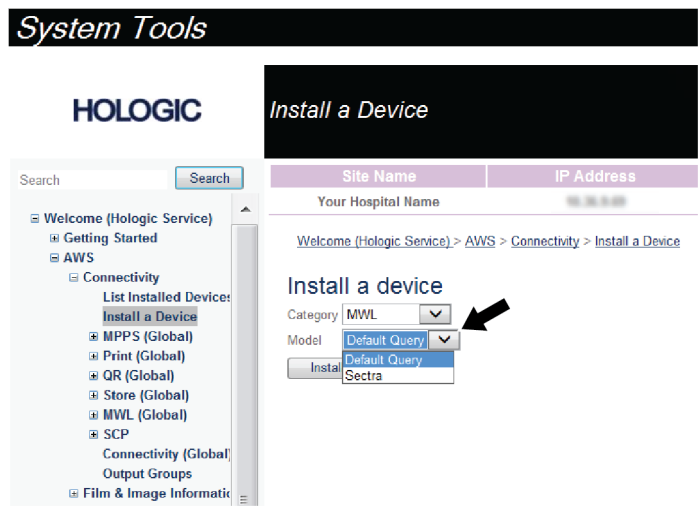 System Tools
HOLOGIC
Install a Device
Search Search
Site Name IP Address
Your Hospital Name
Welcome (Hologic Service)
Getting Started
AWS
Connectivity
List Installed Devices
Install a Device
MPPS (Global)
Print (Global)
QR (Global)
Store (Global)
MWL (Global)
SCP
Connectivity (Global)
Output Groups
Film & Image Informatic
Welcome (Hologic Service) > AWS > Connectivity > Install a Device
Install a device
Category MWL
Model Default Query
Default Query
Instal
Sectra